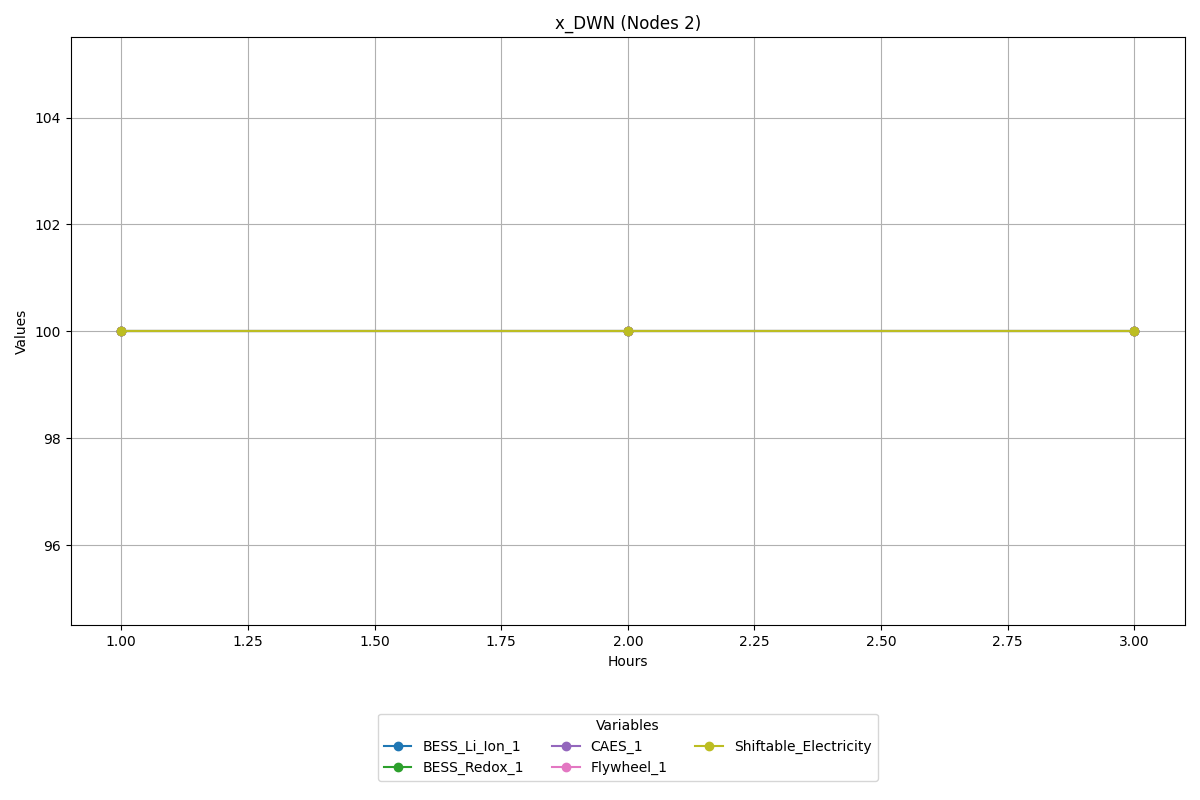 x_DWN (Nodes 2)
104
102
100
98
96
Values
1.00 1.25 1.50 1.75 2.00 2.25 2.50 2.75 3.00
Hours
Variables
BESS_Li_Ion_1 CAES_1 Shiftable_Electricity
BESS_Redox_1 Flywheel_1